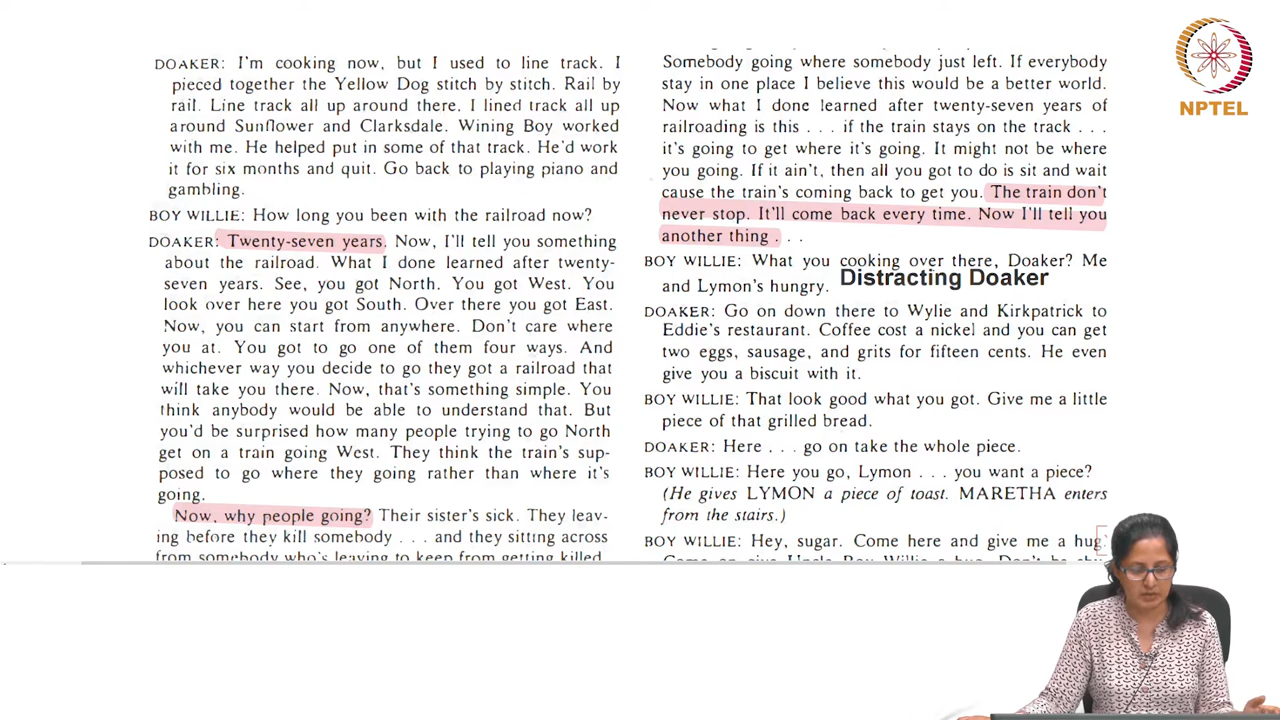 DOAKER: I'm cooking now, but I used to line track. I
pieced together the Yellow Dog stitch by stitch. Rail by
rail. Line track all up around there. I lined track all up
around Sunflower and Clarksdale. Wining Boy worked
with me. He helped put in some of that track. He'd work
it for six months and quit. Go back to playing piano and
gambling.
BOY WILLIE: How long you been with the railroad now?
DOAKER: Twenty-seven years. Now, I'll tell you something
about the railroad. What I done learned after twenty-
seven years. See, you got North. You got West. You
look over here you got South. Over there you got East.
Now, you can start from anywhere. Don't care where
you at. You got to go one of them four ways. And
whichever way you decide to go they got a railroad that
will take you there. Now, that's something simple. You
think anybody would be able to understand that. But
you'd be surprised how many people trying to go North
get on a train going West. They think the train's sup-
posed to go where they going rather than where it's
going.
Now, why people going? Their sister's sick. They leav-
ing before they kill somebody . . . and they sitting across
from somebody who's leaving to keep from getting killed.
Somebody going where somebody just left. If everybody
stay in one place I believe this would be a better world.
Now what I done learned after twenty-seven years of
railroading is this . . . if the train stays on the track . . .
it's going to get where it's going. It might not be where
you going. If it ain't, then all you got to do is sit and wait
cause the train's coming back to get you. The train don't
never stop. It'll come back every time. Now I'll tell you
another thing . . .
BOY WILLIE: What you cooking over there, Doaker? Me
and Lymon's hungry.
Distracting Doaker
DOAKER: Go on down there to Wylie and Kirkpatrick to
Eddie's restaurant. Coffee cost a nickel and you can get
two eggs, sausage, and grits for fifteen cents. He even
give you a biscuit with it.
BOY WILLIE: That look good what you got. Give me a little
piece of that grilled bread.
DOAKER: Here . . . go on take the whole piece.
BOY WILLIE: Here you go, Lymon . . . you want a piece?
(He gives LYMON a piece of toast. MARETHA enters
from the stairs.)
BOY WILLIE: Hey, sugar. Come here and give me a hug.
NPTEL